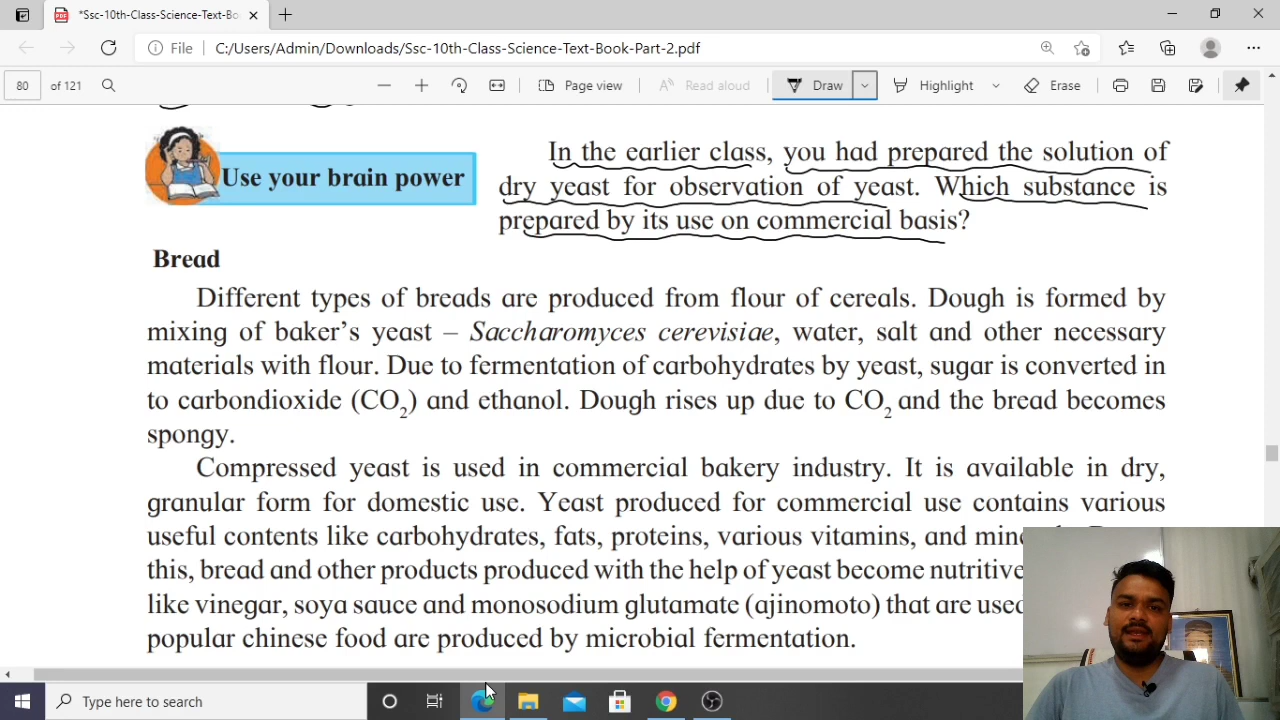 *Ssc-10th-Class-Science-Text-Bo
File C:/Users/Admin/Downloads/Ssc-10th-Class-Science-Text-Book-Part-2.pdf
80 of 121 Page view Read aloud Draw Highlight Erase
Use your brain power
In the earlier class, you had prepared the solution of
dry yeast for observation of yeast. Which substance is
prepared by its use on commercial basis?
Bread
Different types of breads are produced from flour of cereals. Dough is formed by
mixing of baker's yeast – Saccharomyces cerevisiae, water, salt and other necessary
materials with flour. Due to fermentation of carbohydrates by yeast, sugar is converted in
to carbondioxide (CO₂) and ethanol. Dough rises up due to CO₂ and the bread becomes
spongy.
Compressed yeast is used in commercial bakery industry. It is available in dry,
granular form for domestic use. Yeast produced for commercial use contains various
useful contents like carbohydrates, fats, proteins, various vitamins, and
this, bread and other products produced with the help of yeast become nutritive
like vinegar, soya sauce and monosodium glutamate (ajinomoto) that are used
popular chinese food are produced by microbial fermentation.
Type here to search